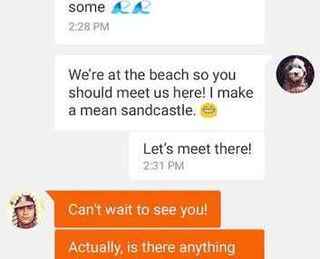 some 🌊🌊
2:28 PM
We're at the beach so you
should meet us here! I make
a mean sandcastle. 😁
Let's meet there!
2:31 PM
Can't wait to see you!
Actually, is there anything